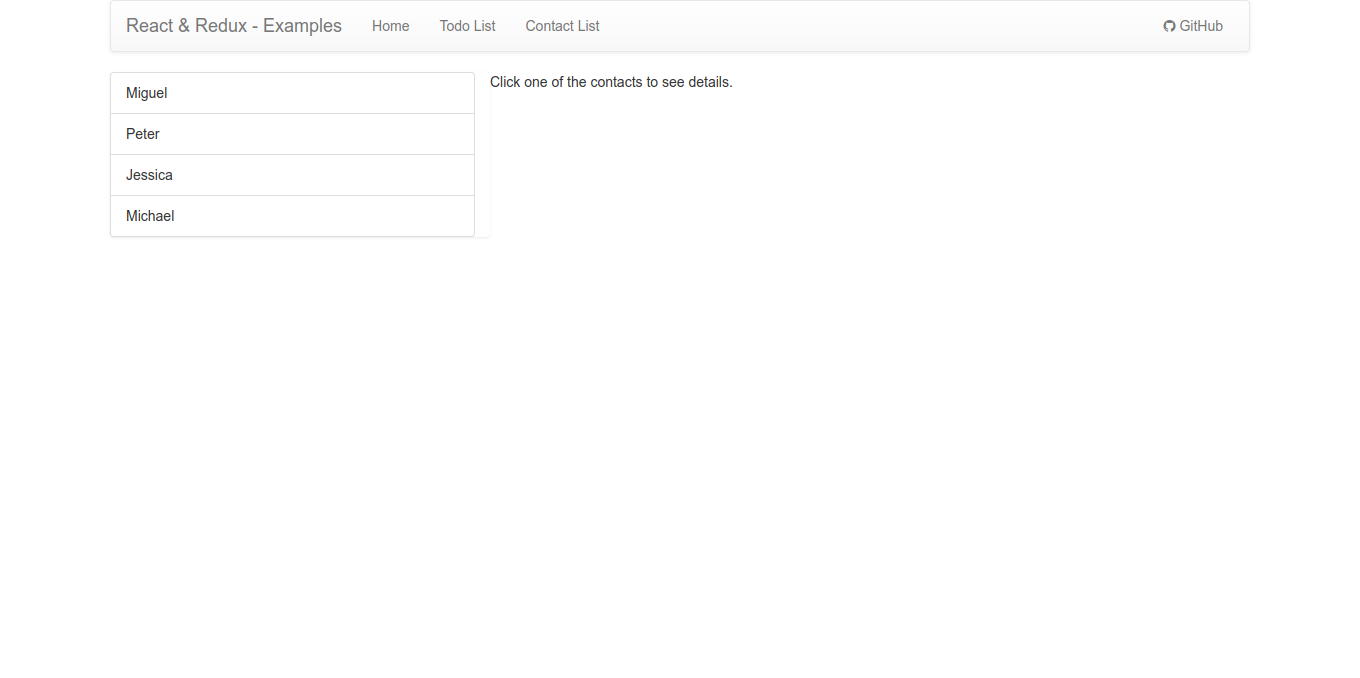 React & Redux - Examples Home Todo List Contact List GitHub
Miguel
Peter
Jessica
Michael
Click one of the contacts to see details.